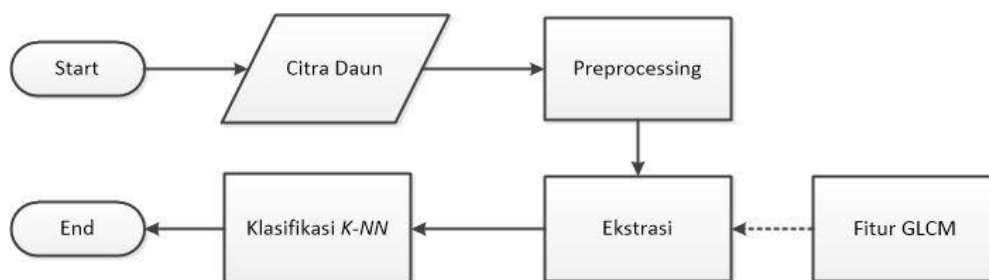 Start
Citra Daun
Preprocessing
End
Klasifikasi K-NN
Ekstrasi
Fitur GLCM